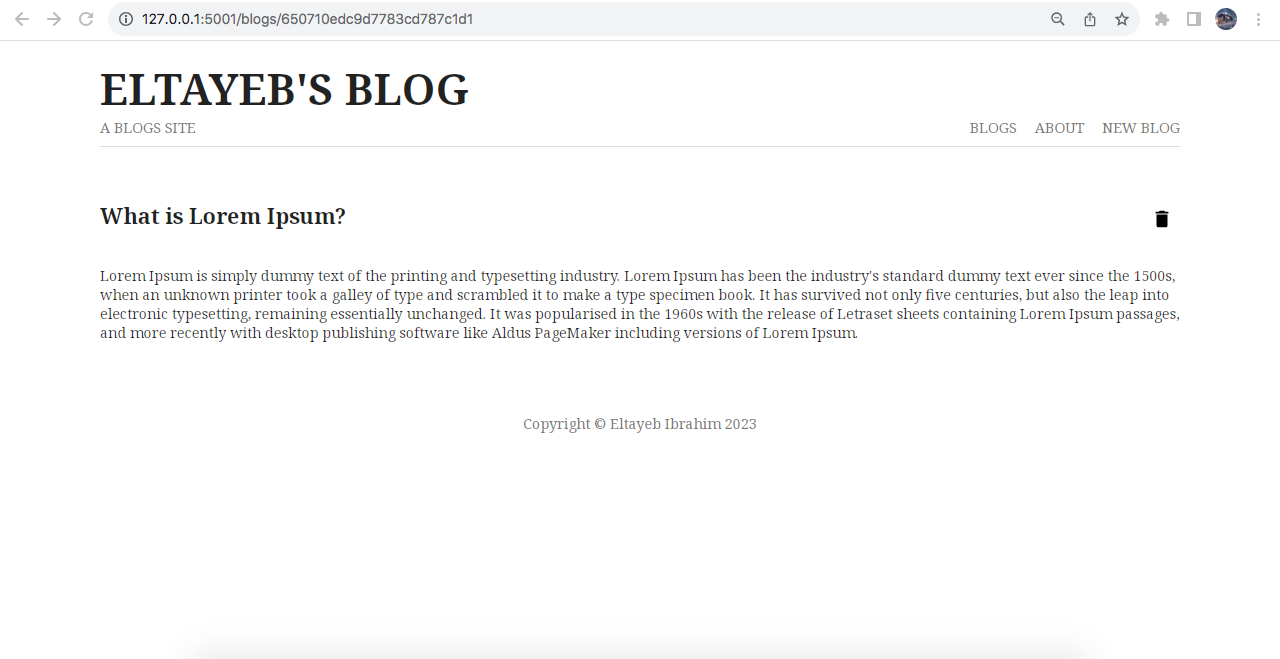 127.0.0.1:5001/blogs/650710edc9d7783cd787c1d1
ELTAYEB'S BLOG
A BLOGS SITE
BLOGS ABOUT NEW BLOG
What is Lorem Ipsum?
Lorem Ipsum is simply dummy text of the printing and typesetting industry. Lorem Ipsum has been the industry's standard dummy text ever since the 1500s,
when an unknown printer took a galley of type and scrambled it to make a type specimen book. It has survived not only five centuries, but also the leap into
electronic typesetting, remaining essentially unchanged. It was popularised in the 1960s with the release of Letraset sheets containing Lorem Ipsum passages,
and more recently with desktop publishing software like Aldus PageMaker including versions of Lorem Ipsum.
Copyright © Eltayeb Ibrahim 2023